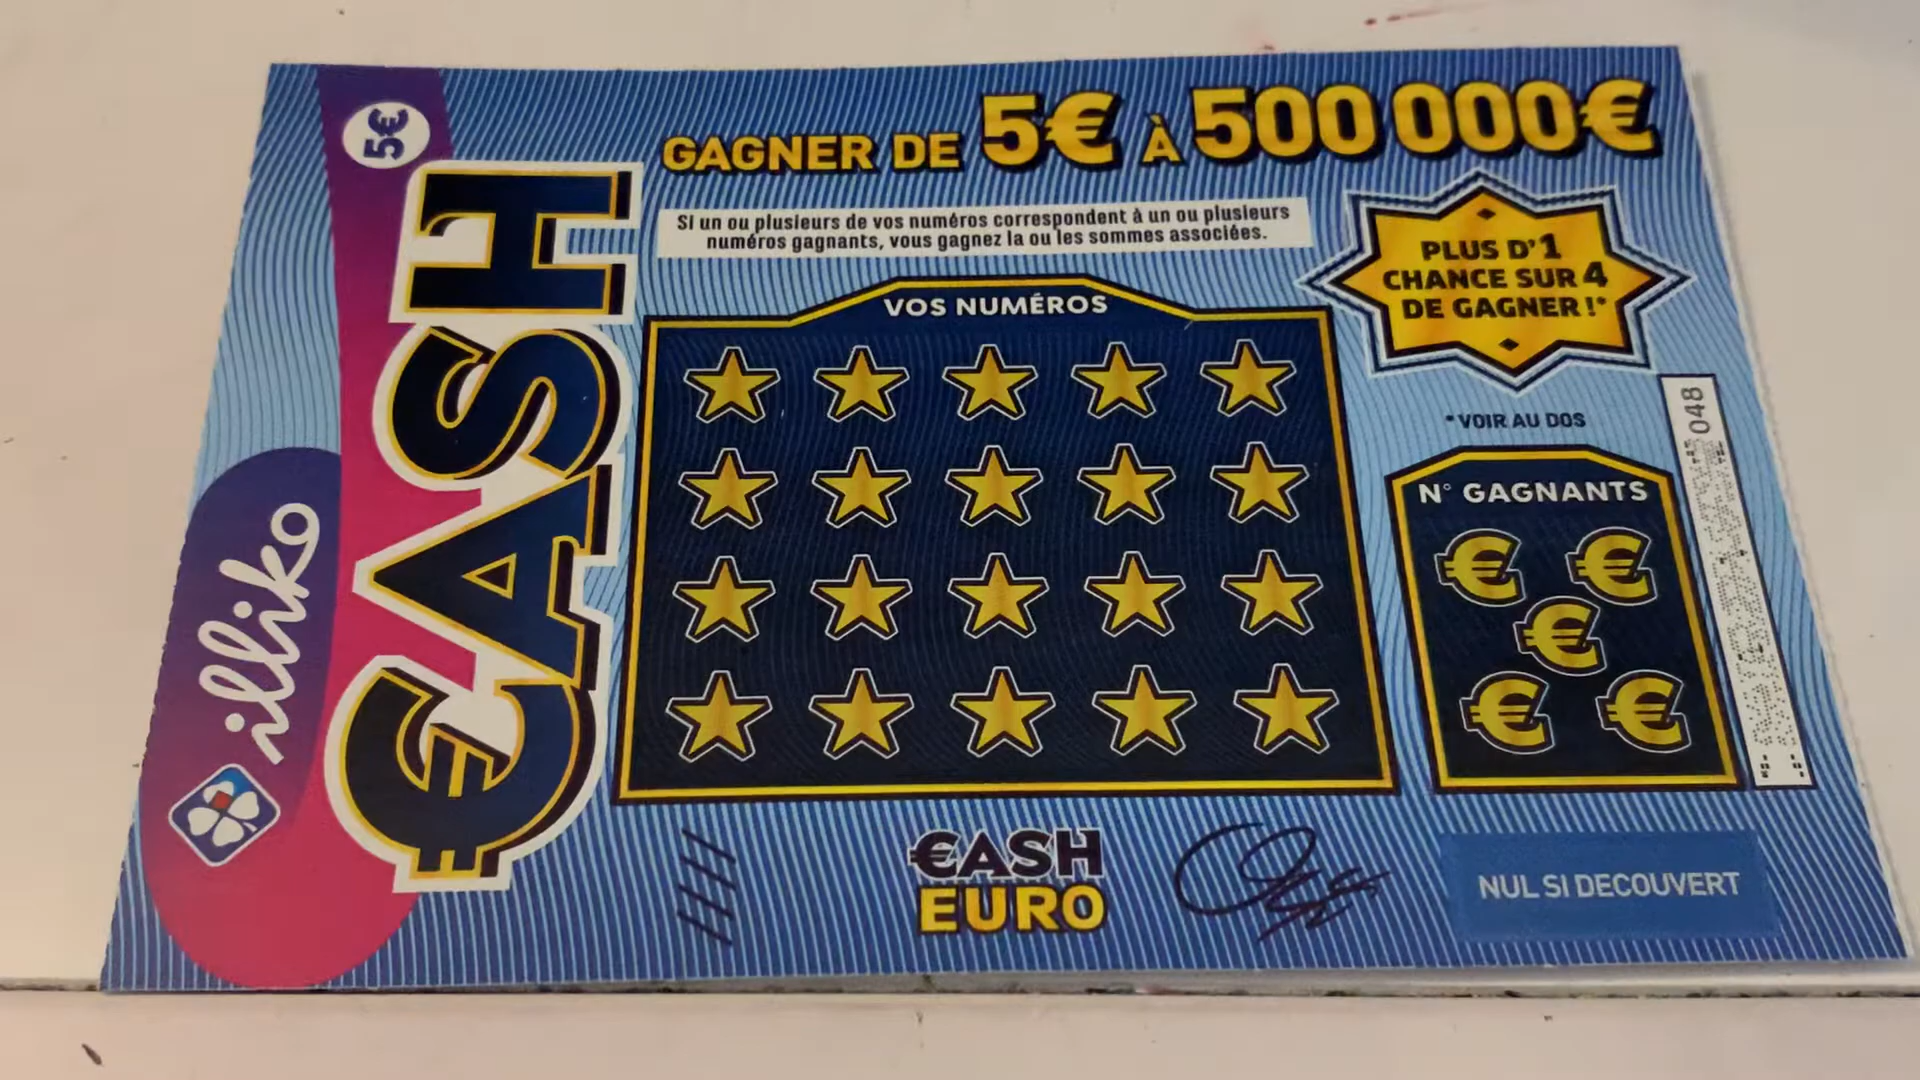 5€
GAGNER DE 5€ À 500 000€
€ASH
Si un ou plusieurs de vos numéros correspondent à un ou plusieurs
numéros gagnants, vous gagnez la ou les sommes associées.
PLUS D'1
CHANCE SUR 4
DE GAGNER !*
*VOIR AU DOS
VOS NUMÉROS
N° GAGNANTS
€ €
€
€ €
048
illiko
€ASH
EURO
NUL SI DECOUVERT